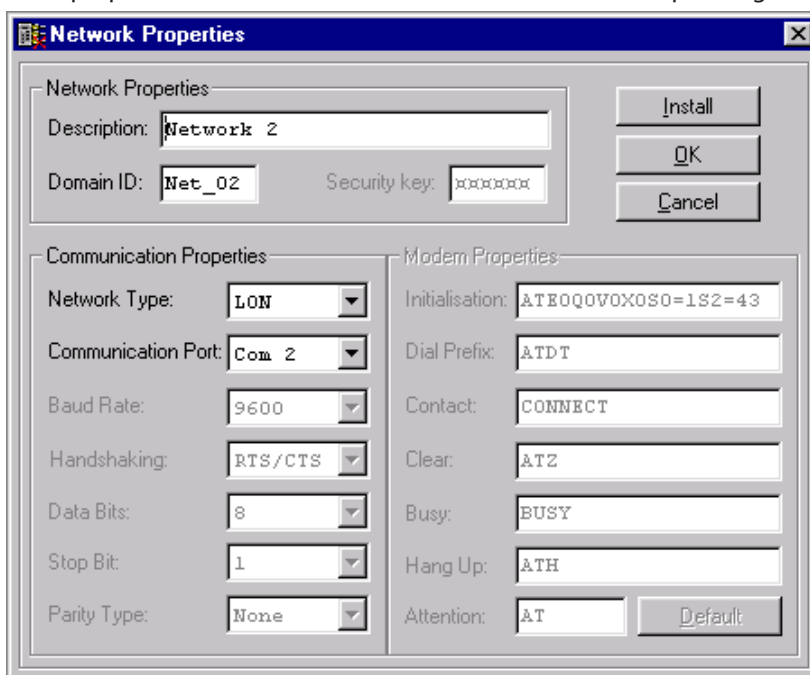 Network Properties
Network Properties
Description: Network 2
Domain ID: Net_02 Security key: ¤¤¤¤¤¤
Install
OK
Cancel
Communication Properties
Network Type: LON
Communication Port: Com 2
Baud Rate: 9600
Handshaking: RTS/CTS
Data Bits: 8
Stop Bit: 1
Parity Type: None
Modem Properties
Initialisation: ATE0Q0V0X0S0=1S2=43
Dial Prefix: ATDT
Contact: CONNECT
Clear: ATZ
Busy: BUSY
Hang Up: ATH
Attention: AT Default